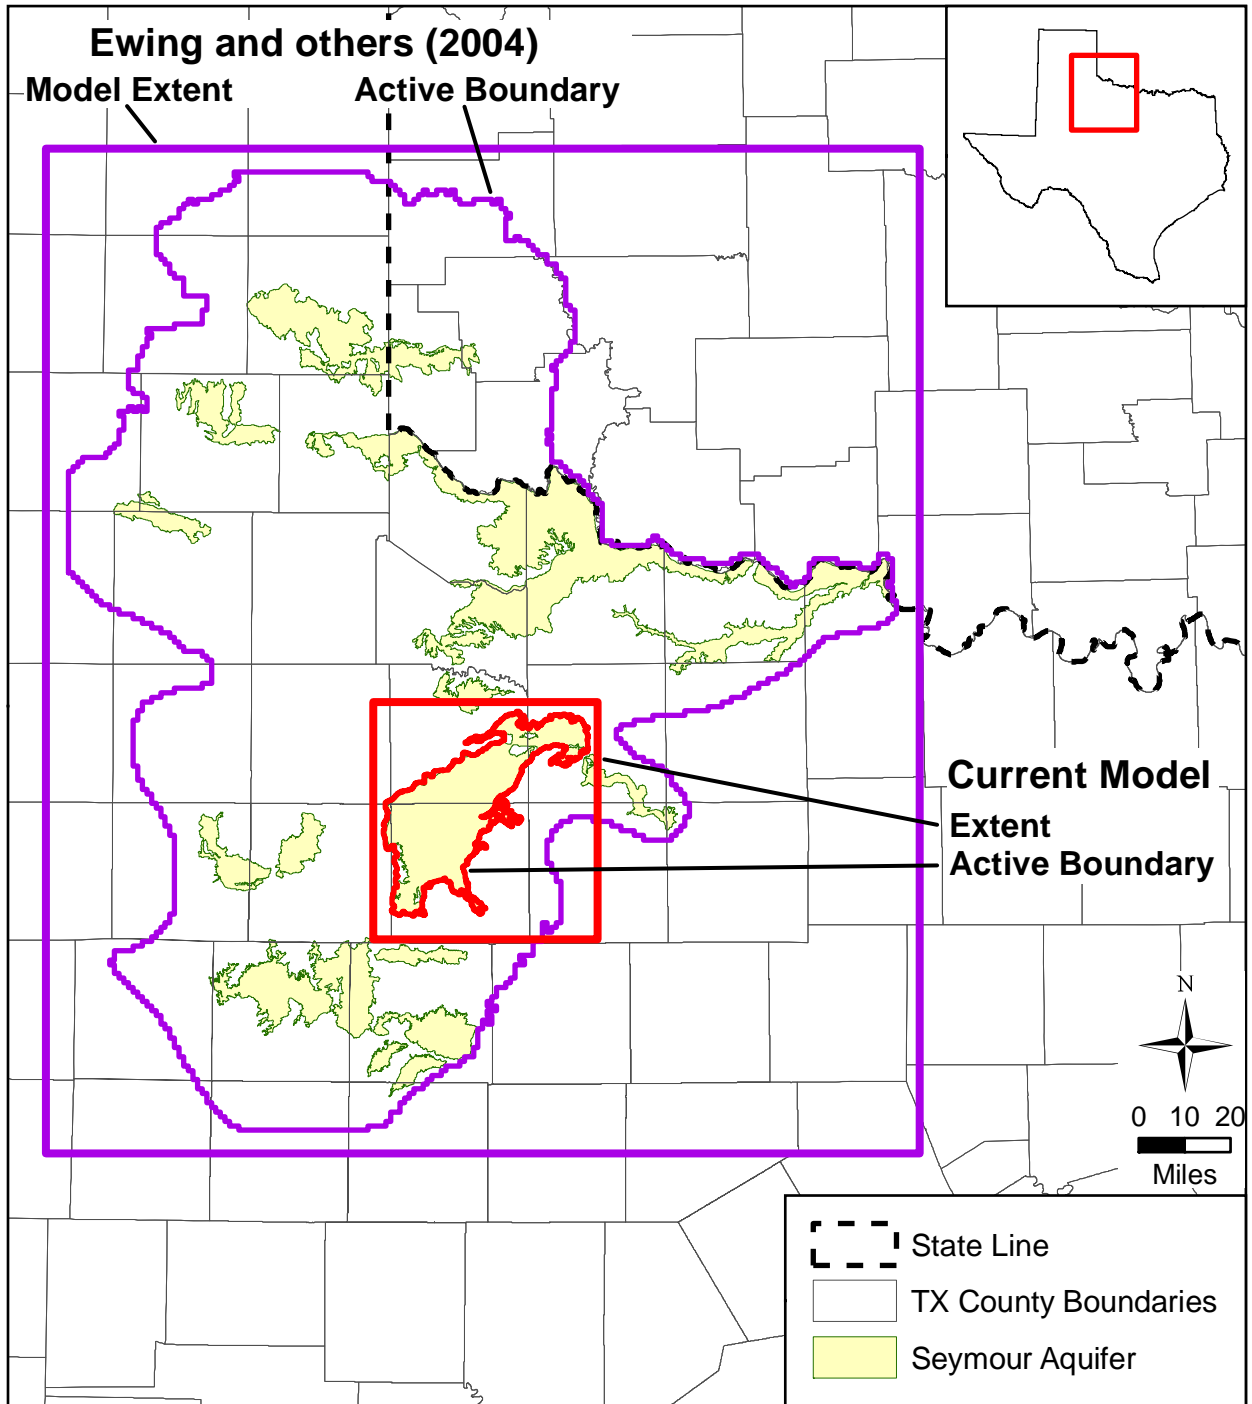 Ewing and others (2004)
Model Extent
Active Boundary
Current Model
Extent
Active Boundary
N
0 10 20
Miles
State Line
TX County Boundaries
Seymour Aquifer